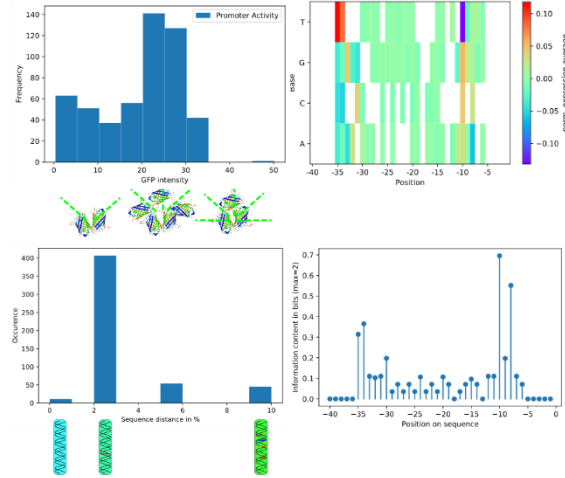 Promoter Activity
Frequency
140
120
100
80
60
40
20
0
0 10 20 30 40 50
GFP intensity
Base
T
G
C
A
-35 -30 -25 -20 -15 -10 -5
Position
0.10
0.05
0.00
-0.05
-0.10
expression average
Occurence
400
350
300
250
200
150
100
50
0
0 2 4 6 8 10
Sequence distance in %
Information content in bits (max=2)
0.7
0.6
0.5
0.4
0.3
0.2
0.1
0.0
−40 −35 −30 −25 −20 −15 −10 −5 0
Position on sequence